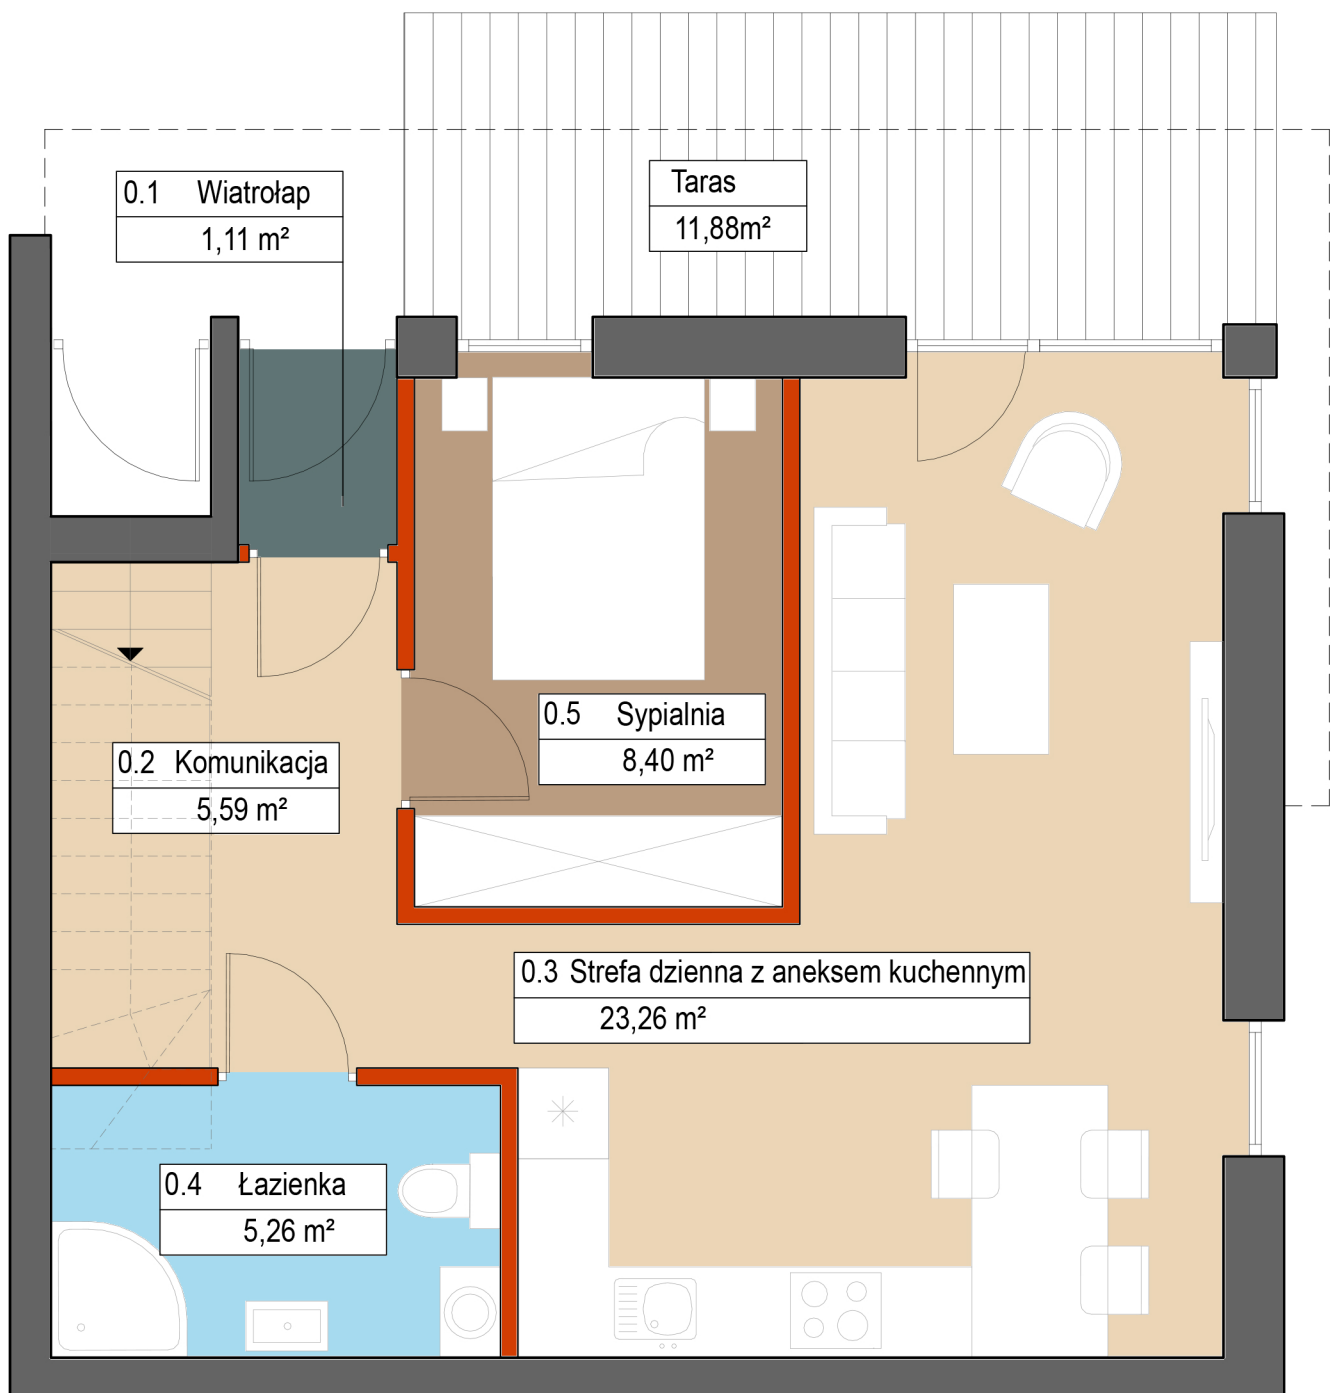 0.1 Wiatrołap
1,11 m²
Taras
11,88m²
0.5 Sypialnia
8,40 m²
0.2 Komunikacja
5,59 m²
0.3 Strefa dzienna z aneksem kuchennym
23,26 m²
0.4 Łazienka
5,26 m²